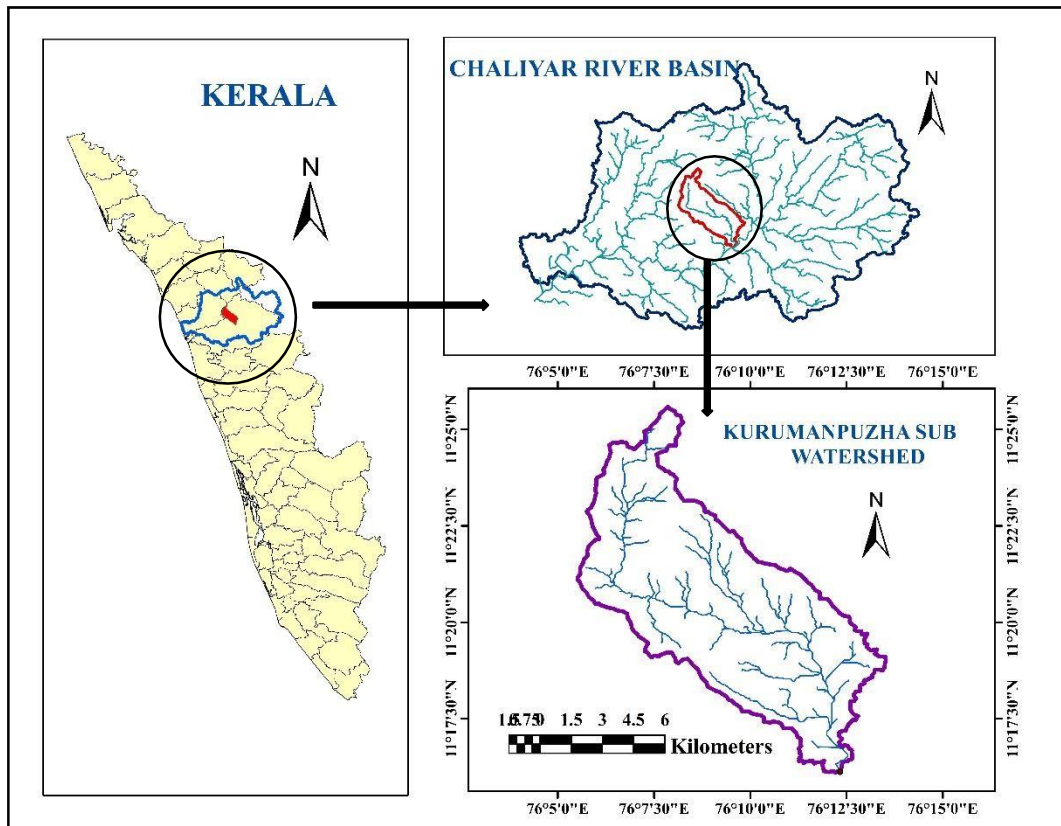 KERALA
N
CHALIYAR RIVER BASIN
N
76°5'0"E 76°7'30"E 76°10'0"E 76°12'30"E 76°15'0"E
KURUMANPUZHA SUB
WATERSHED
N
11°25'0"N
11°22'30"N
11°20'0"N
11°17'30"N
11°25'0"N
11°22'30"N
11°20'0"N
11°17'30"N
0 1.5 3 4.5 6
Kilometers
76°5'0"E 76°7'30"E 76°10'0"E 76°12'30"E 76°15'0"E